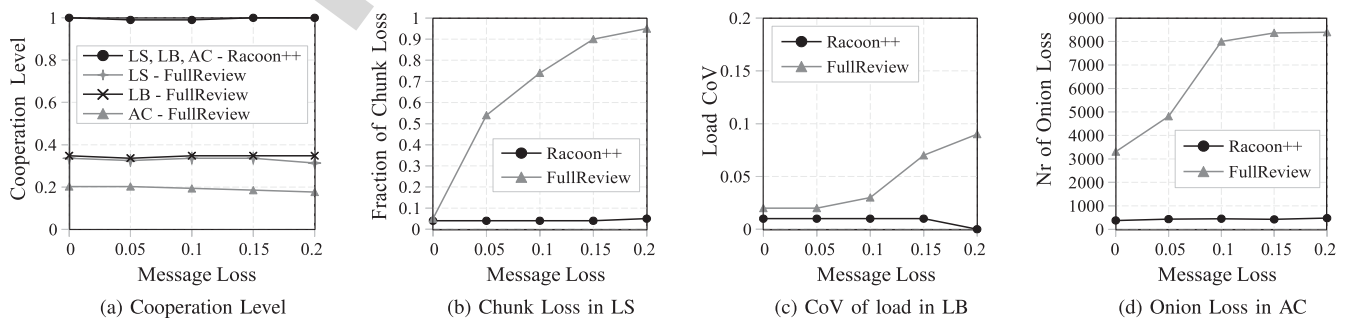 Cooperation Level
1
0.8
0.6
0.4
0.2
0
LS, LB, AC - Racoon++
LS - FullReview
LB - FullReview
AC - FullReview
0 0.05 0.1 0.15 0.2
Message Loss
(a) Cooperation Level
Fraction of Chunk Loss
1
0.9
0.8
0.7
0.6
0.5
0.4
0.3
0.2
0.1
0
Racoon++
FullReview
0 0.05 0.1 0.15 0.2
Message Loss
(b) Chunk Loss in LS
Load CoV
0.2
0.15
0.1
0.05
0
Racoon++
FullReview
0 0.05 0.1 0.15 0.2
Message Loss
(c) CoV of load in LB
Nr of Onion Loss
9000
8000
7000
6000
5000
4000
3000
2000
1000
0
Racoon++
FullReview
0 0.05 0.1 0.15 0.2
Message Loss
(d) Onion Loss in AC